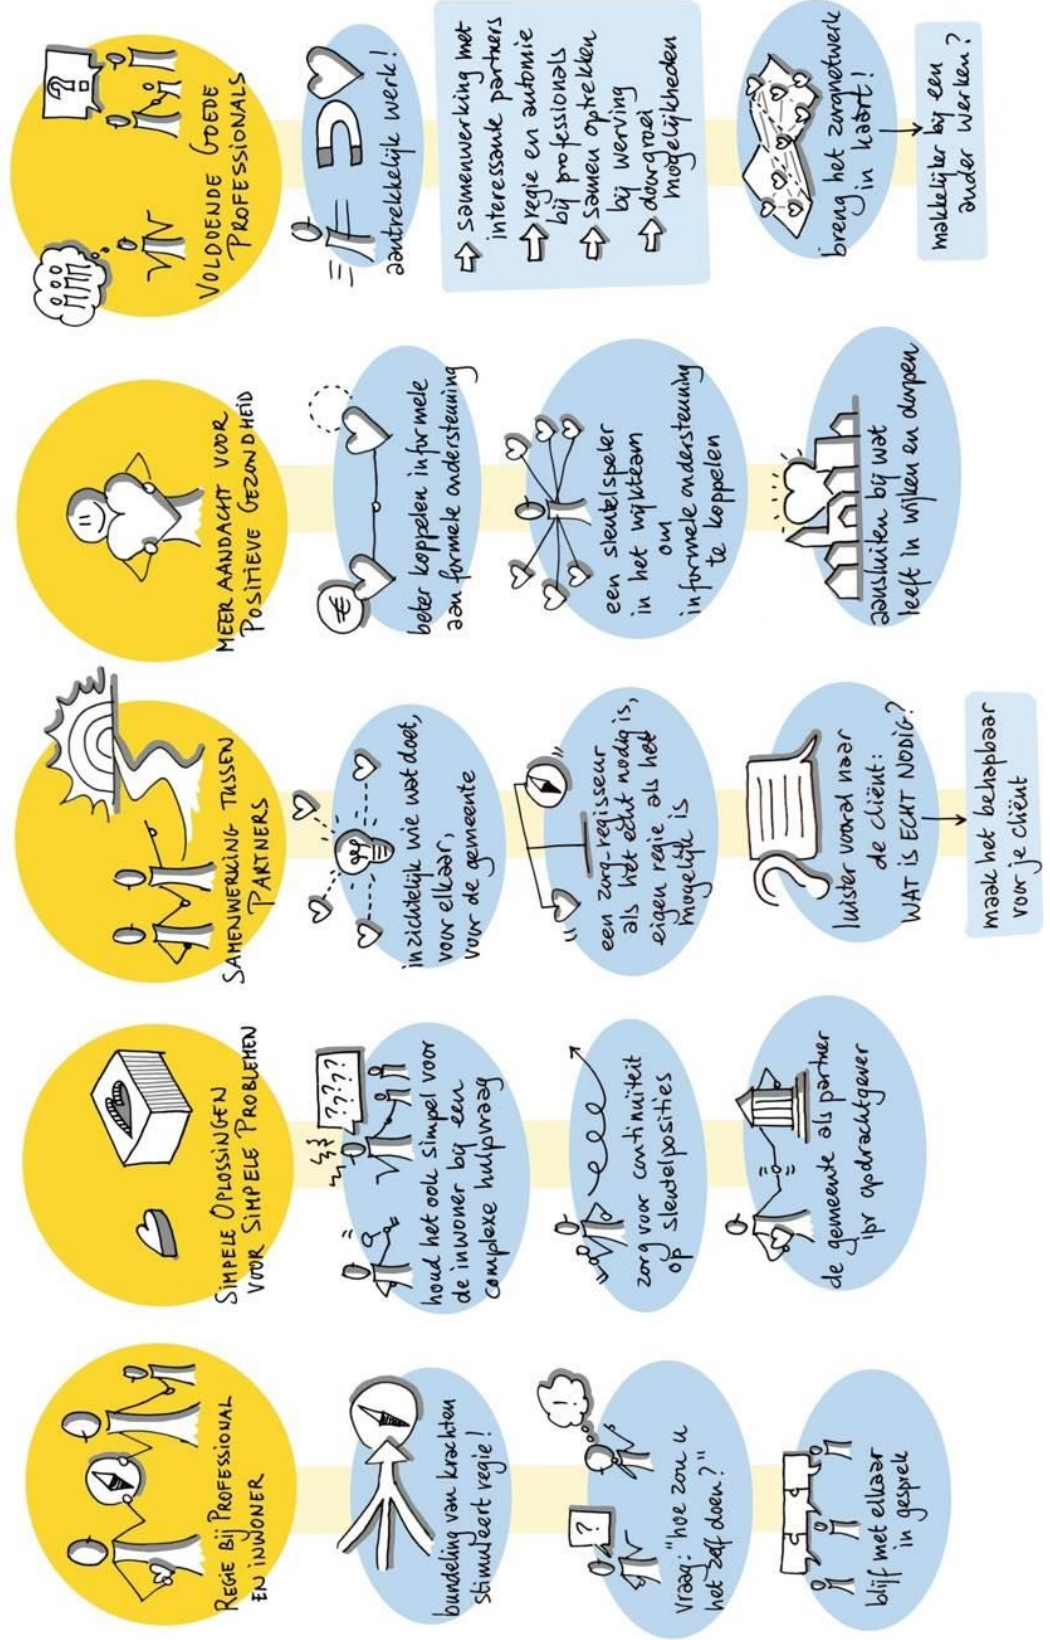 REGIE BIJ PROFESSIONAL
EN INWONER
bundeling van krachten
stimuleert regie!
?
!
vraag: "hoe zou u
het zelf doen?"
blijf met elkaar
in gesprek
SIMPELE OPLOSSINGEN
VOOR SIMPELE PROBLEMEN
????
houd het ook simpel voor
de inwoner bij een
complexe hulpvraag
zorg voor continuïteit
op sleutelposities
de gemeente als partner
ipv opdrachtgever
SAMENWERKING TUSSEN
PARTNERS
inzichtelijk wie wat doet,
voor elkaar,
voor de gemeente
een zorg-regisseur
als het echt nodig is,
eigen regie als het
mogelijk is
luister vooral naar
de cliënt:
WAT IS ECHT NODIG?
maak het behapbaar
voor je cliënt
MEER AANDACHT VOOR
POSITIEVE GEZONDHEID
€
beter koppelen informele
aan formele ondersteuning
een sleutelspeler
in het wijkteam
om
informele ondersteuning
te koppelen
aansluiten bij wat
leeft in wijken en dorpen
VOLDOENDE GOEDE
PROFESSIONALS
?
aantrekkelijk werk!
→ samenwerking met
interessante partners
→ regie en automie
bij professionals
→ samen optrekken
bij werving
→ doorgroei
mogelijkheden
breng het zorgnetwerk
in kaart!
makkelijker bij een
ander werken?